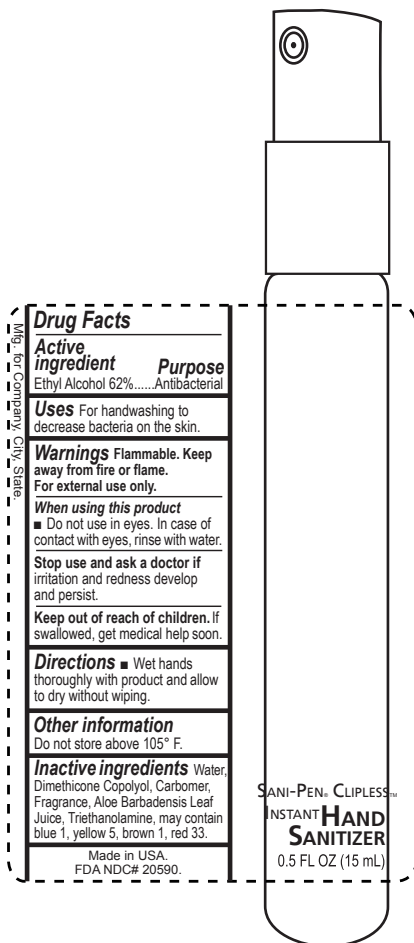 Mfg. for Company, City, State.
Drug Facts
Active
ingredient Purpose
Ethyl Alcohol 62%......Antibacterial
Uses For handwashing to
decrease bacteria on the skin.
Warnings Flammable. Keep
away from fire or flame.
For external use only.
When using this product
■ Do not use in eyes. In case of
contact with eyes, rinse with water.
Stop use and ask a doctor if
irritation and redness develop
and persist.
Keep out of reach of children. If
swallowed, get medical help soon.
Directions ■ Wet hands
thoroughly with product and allow
to dry without wiping.
Other information
Do not store above 105° F.
Inactive ingredients Water,
Dimethicone Copolyol, Carbomer,
Fragrance, Aloe Barbadensis Leaf
Juice, Triethanolamine, may contain
blue 1, yellow 5, brown 1, red 33.
Made in USA.
FDA NDC# 20590.
SANI-PEN® CLIPLESS™
INSTANT HAND
SANITIZER
0.5 FL OZ (15 mL)